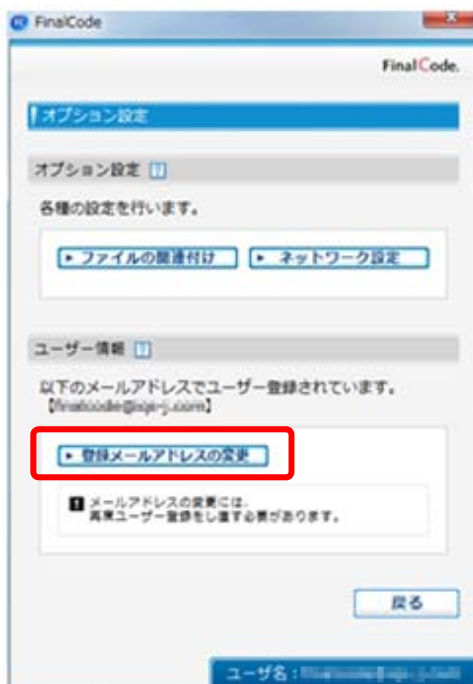 FinalCode
FinalCode.
オプション設定
オプション設定 ?
各種の設定を行います。
ファイルの関連付け ネットワーク設定
ユーザー情報 ?
以下のメールアドレスでユーザー登録されています。
登録メールアドレスの変更
メールアドレスの変更には、
再度ユーザー登録をし直す必要があります。
戻る
ユーザ名：